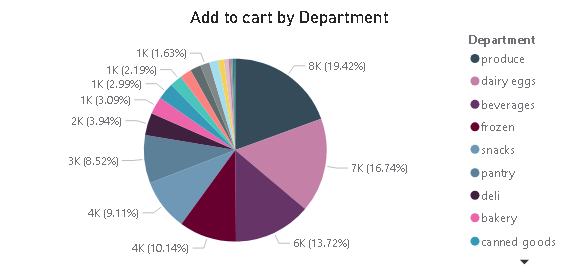 Add to cart by Department
Department
produce
dairy eggs
beverages
frozen
snacks
pantry
deli
bakery
canned goods
8K (19.42%)
7K (16.74%)
6K (13.72%)
4K (10.14%)
4K (9.11%)
3K (8.52%)
2K (3.94%)
1K (3.09%)
1K (2.99%)
1K (2.19%)
1K (1.63%)